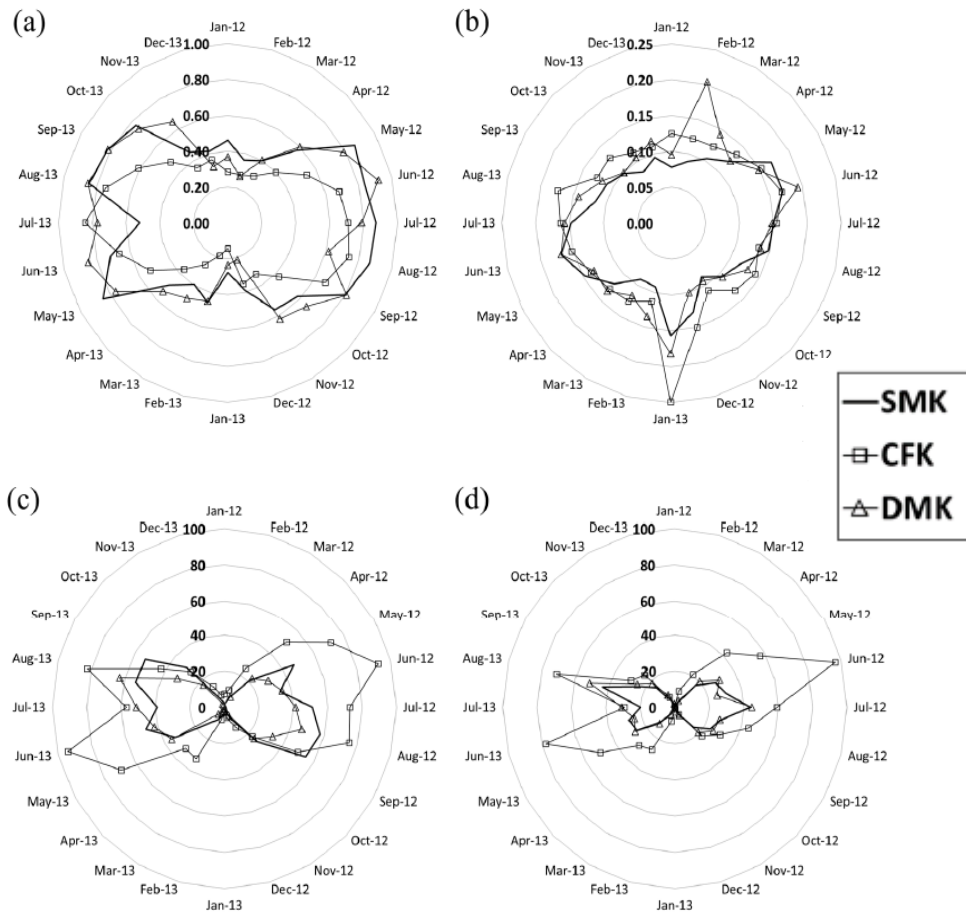 (a)
Jan-12
Feb-12
Mar-12
Apr-12
May-12
Jun-12
Jul-12
Aug-12
Sep-12
Oct-12
Nov-12
Dec-12
Jan-13
Feb-13
Mar-13
Apr-13
May-13
Jun-13
Jul-13
Aug-13
Sep-13
Oct-13
Nov-13
Dec-13
1.00
0.80
0.60
0.40
0.20
0.00
(b)
Jan-12
Feb-12
Mar-12
Apr-12
May-12
Jun-12
Jul-12
Aug-12
Sep-12
Oct-12
Nov-12
Dec-12
Jan-13
Feb-13
Mar-13
Apr-13
May-13
Jun-13
Jul-13
Aug-13
Sep-13
Oct-13
Nov-13
Dec-13
0.25
0.20
0.15
0.10
0.05
0.00
SMK
CFK
DMK
(c)
Jan-12
Feb-12
Mar-12
Apr-12
May-12
Jun-12
Jul-12
Aug-12
Sep-12
Oct-12
Nov-12
Dec-12
Jan-13
Feb-13
Mar-13
Apr-13
May-13
Jun-13
Jul-13
Aug-13
Sep-13
Oct-13
Nov-13
Dec-13
100
80
60
40
20
0
(d)
Jan-12
Feb-12
Mar-12
Apr-12
May-12
Jun-12
Jul-12
Aug-12
Sep-12
Oct-12
Nov-12
Dec-12
Jan-13
Feb-13
Mar-13
Apr-13
May-13
Jun-13
Jul-13
Aug-13
Sep-13
Oct-13
Nov-13
Dec-13
100
80
60
40
20
0